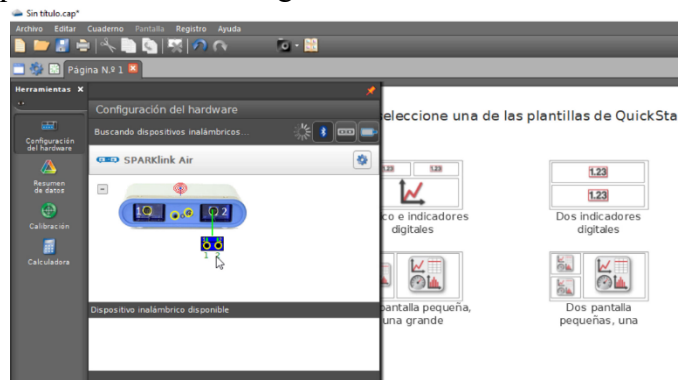 Sin título.cap*
Archivo Editar Cuaderno Pantalla Registro Ayuda
Página N.º 1
Herramientas
Configuración del hardware
Resumen de datos
Calibración
Calculadora
Configuración del hardware
Buscando dispositivos inalámbricos...
SPARKlink Air
1 2
1 2
Dispositivo inalámbrico disponible
seleccione una de las plantillas de QuickSta
1.23 1.23
co e indicadores
digitales
1.23
1.23
Dos indicadores
digitales
pantalla pequeña,
una grande
Dos pantalla
pequeñas, una